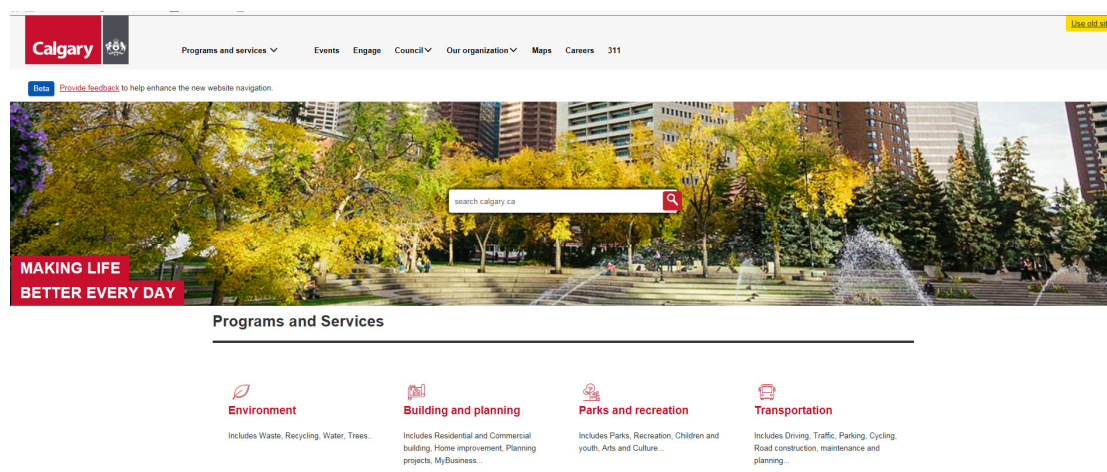 Use old sit
Calgary
Programs and services Events Engage Council Our organization Maps Careers 311
Beta Provide feedback to help enhance the new website navigation.
search calgary.ca
MAKING LIFE
BETTER EVERY DAY
Programs and Services
Environment
Includes Waste, Recycling, Water, Trees...
Building and planning
Includes Residential and Commercial
building, Home improvement, Planning
projects, MyBusiness...
Parks and recreation
Includes Parks, Recreation, Children and
youth, Arts and Culture...
Transportation
Includes Driving, Traffic, Parking, Cycling,
Road construction, maintenance and
planning...